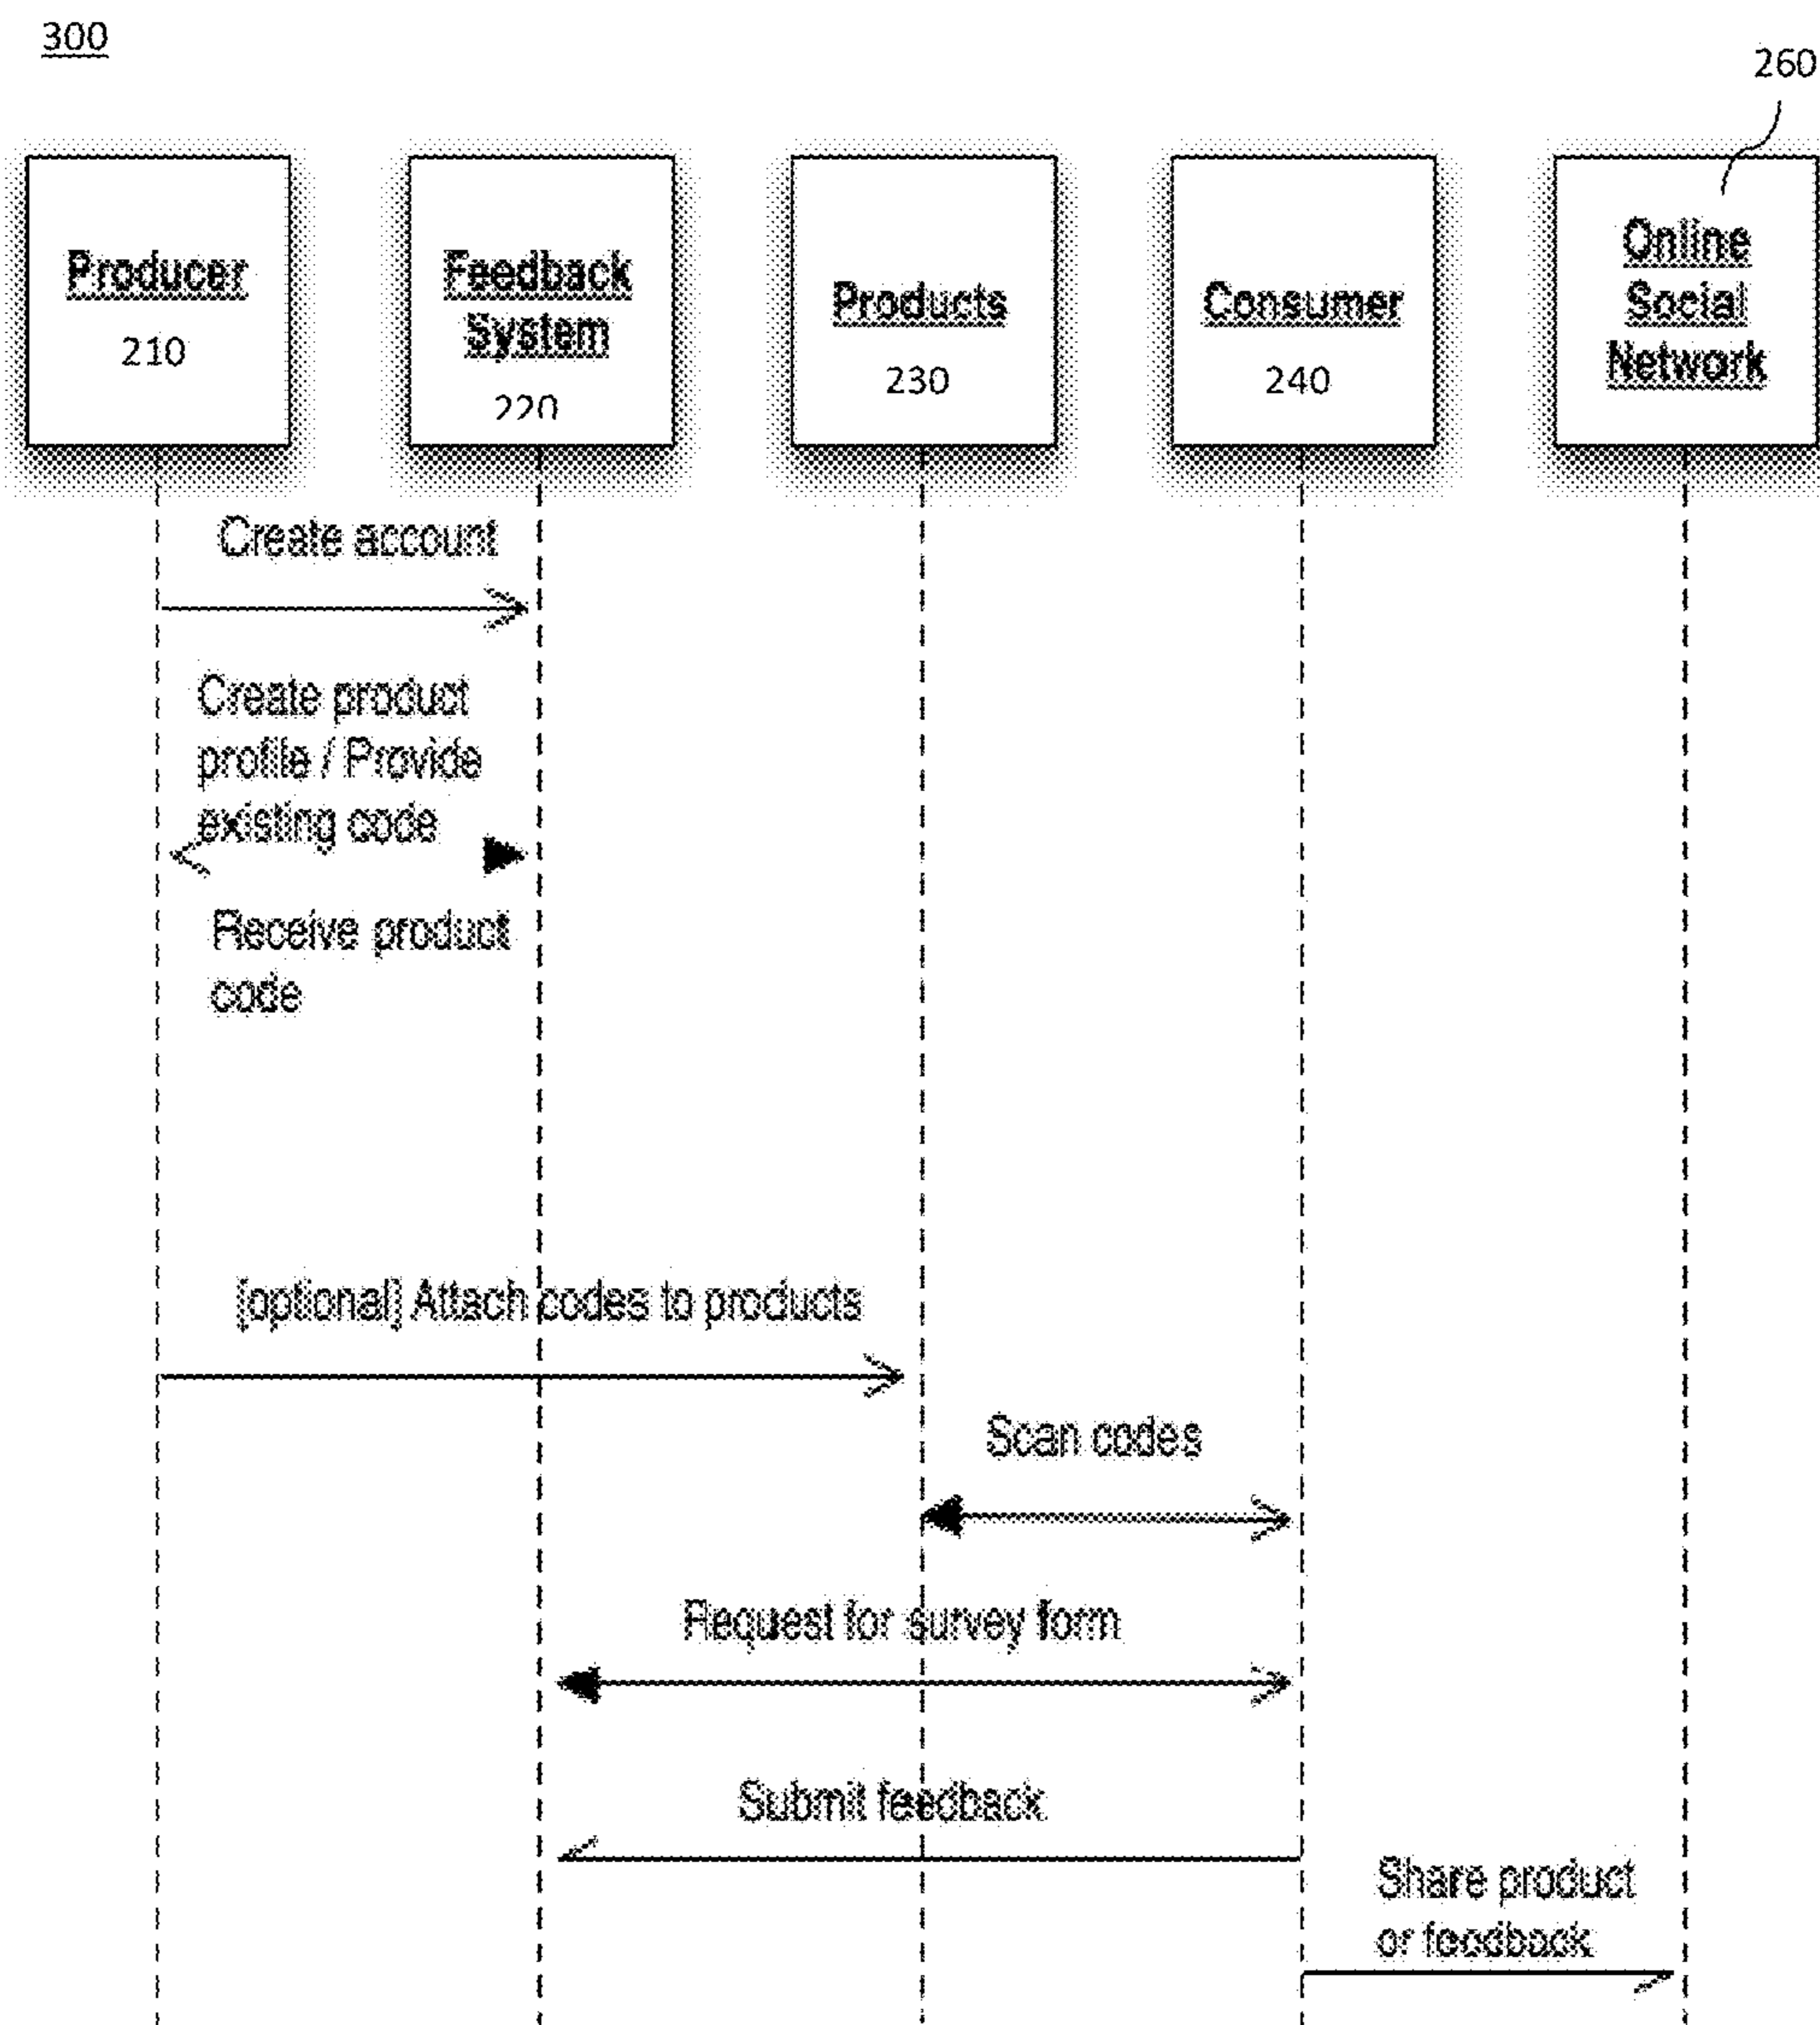 300
260
Producer
210
Feedback
System
220
Products
230
Consumer
240
Online
Social
Network
Create account
Create product
profile / Provide
existing code
Receive product
code
[optional] Attach codes to products
Scan codes
Request for survey form
Submit feedback
Share product
or feedback